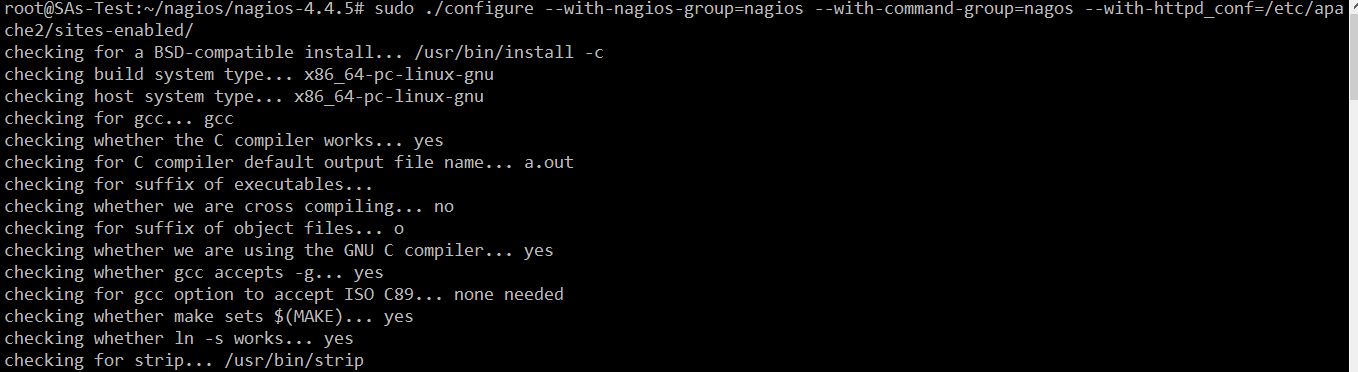 root@SAs-Test:~/nagios/nagios-4.4.5# sudo ./configure --with-nagios-group=nagios --with-command-group=nagos --with-httpd_conf=/etc/apa
che2/sites-enabled/
checking for a BSD-compatible install... /usr/bin/install -c
checking build system type... x86_64-pc-linux-gnu
checking host system type... x86_64-pc-linux-gnu
checking for gcc... gcc
checking whether the C compiler works... yes
checking for C compiler default output file name... a.out
checking for suffix of executables...
checking whether we are cross compiling... no
checking for suffix of object files... o
checking whether we are using the GNU C compiler... yes
checking whether gcc accepts -g... yes
checking for gcc option to accept ISO C89... none needed
checking whether make sets $(MAKE)... yes
checking whether ln -s works... yes
checking for strip... /usr/bin/strip